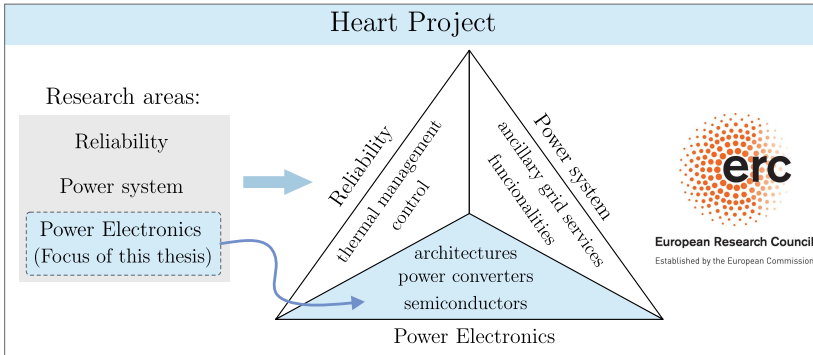 Heart Project
Research areas:
Reliability
Power system
Power Electronics
(Focus of this thesis)
Reliability
thermal management
control
Power system
ancillary grid services
funcionalities
architectures
power converters
semiconductors
Power Electronics
erc
European Research Council
Established by the European Commission